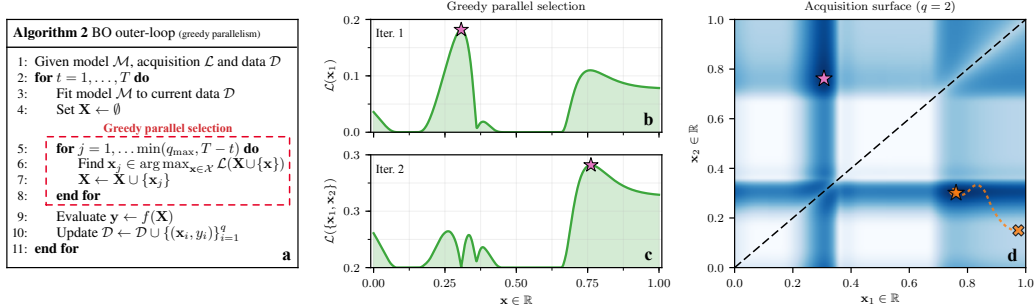 Algorithm 2 BO outer-loop (greedy parallelism)
1: Given model M, acquisition L and data D
2: for t = 1, . . . , T do
3: Fit model M to current data D
4: Set X ← ∅
Greedy parallel selection
5: for j = 1, . . . min(q_max, T − t) do
6: Find x_j ∈ arg max_{x∈X} L(X ∪ {x})
7: X ← X ∪ {x_j}
8: end for
9: Evaluate y ← f(X)
10: Update D ← D ∪ {(x_i, y_i)}_{i=1}^q
11: end for
a
Greedy parallel selection
Iter. 1
L(x_1)
0.2
0.1
0.0
b
Iter. 2
L({x_1, x_2})
0.3
0.3
0.2
c
0.00 0.25 0.50 0.75 1.00
x ∈ ℝ
Acquisition surface (q = 2)
x_2 ∈ ℝ
1.0
0.8
0.6
0.4
0.2
0.0
d
0.0 0.2 0.4 0.6 0.8 1.0
x_1 ∈ ℝ